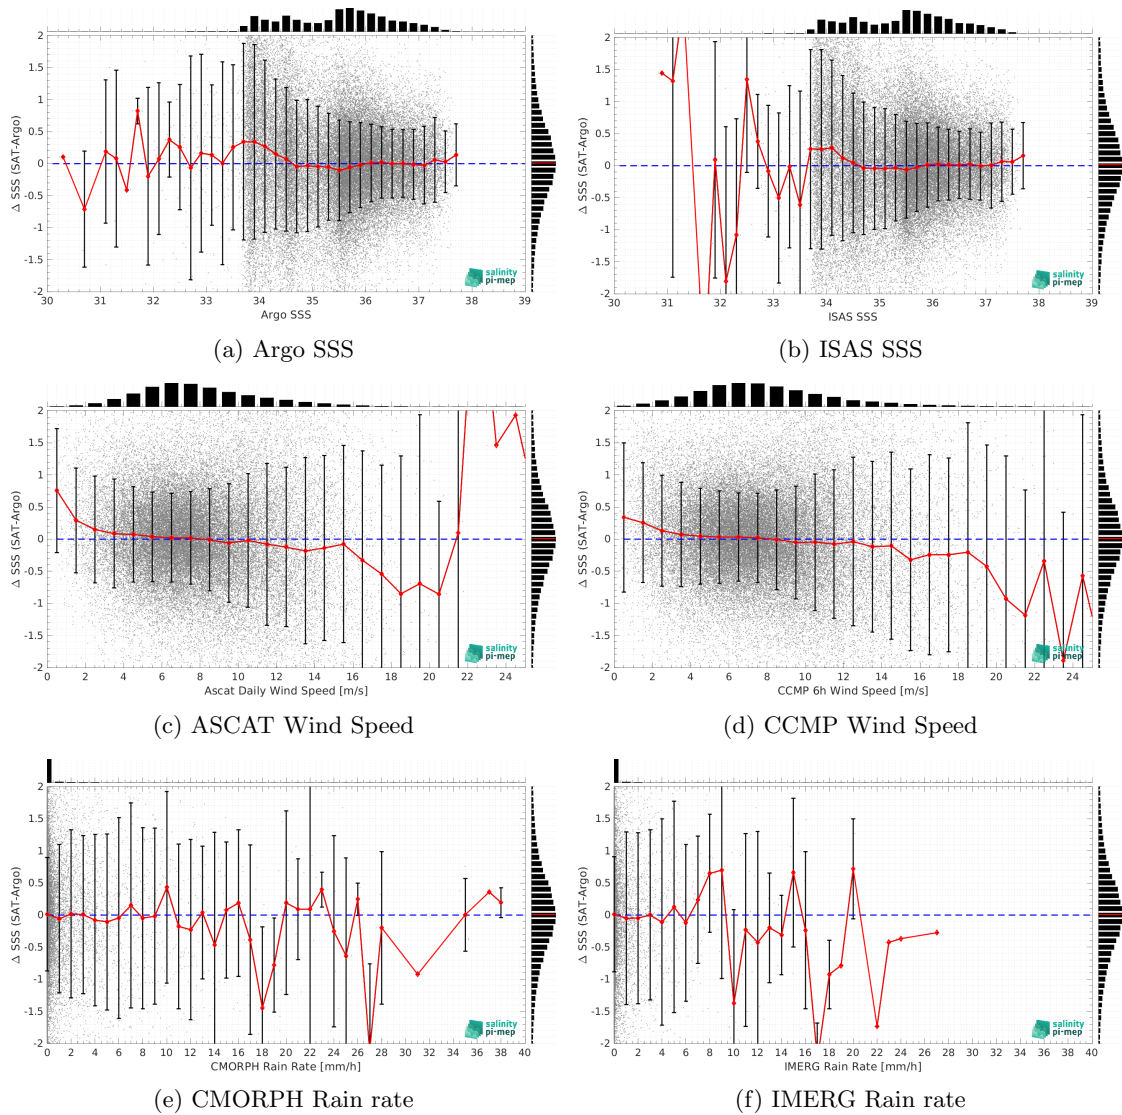 2
1.5
1
0.5
0
-0.5
-1
-1.5
-2
Δ SSS (SAT-Argo)
salinity
pi-mep
30 31 32 33 34 35 36 37 38 39
Argo SSS
(a) Argo SSS
2
1.5
1
0.5
0
-0.5
-1
-1.5
-2
Δ SSS (SAT-Argo)
salinity
pi-mep
30 31 32 33 34 35 36 37 38 39
ISAS SSS
(b) ISAS SSS
2
1.5
1
0.5
0
-0.5
-1
-1.5
-2
Δ SSS (SAT-Argo)
salinity
pi-mep
0 2 4 6 8 10 12 14 16 18 20 22 24
Ascat Daily Wind Speed [m/s]
(c) ASCAT Wind Speed
2
1.5
1
0.5
0
-0.5
-1
-1.5
-2
Δ SSS (SAT-Argo)
salinity
pi-mep
0 2 4 6 8 10 12 14 16 18 20 22 24
CCMP 6h Wind Speed [m/s]
(d) CCMP Wind Speed
2
1.5
1
0.5
0
-0.5
-1
-1.5
-2
Δ SSS (SAT-Argo)
salinity
pi-mep
0 2 4 6 8 10 12 14 16 18 20 22 24 26 28 30 32 34 36 38 40
CMORPH Rain Rate [mm/h]
(e) CMORPH Rain rate
2
1.5
1
0.5
0
-0.5
-1
-1.5
-2
Δ SSS (SAT-Argo)
salinity
pi-mep
0 2 4 6 8 10 12 14 16 18 20 22 24 26 28 30 32 34 36 38 40
IMERG Rain Rate [mm/h]
(f) IMERG Rain rate